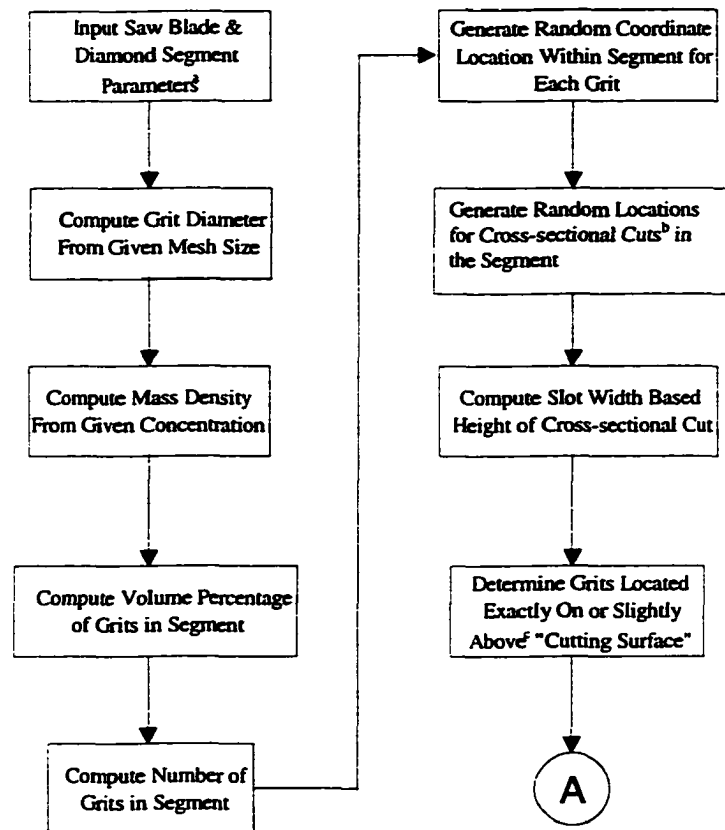 Input Saw Blade &
Diamond Segment
Parameters^a
Compute Grit Diameter
From Given Mesh Size
Compute Mass Density
From Given Concentration
Compute Volume Percentage
of Grits in Segment
Compute Number of
Grits in Segment
Generate Random Coordinate
Location Within Segment for
Each Grit
Generate Random Locations
for Cross-sectional Cuts^b in
the Segment
Compute Slot Width Based
Height of Cross-sectional Cut
Determine Grits Located
Exactly On or Slightly
Above^c "Cutting Surface"
A